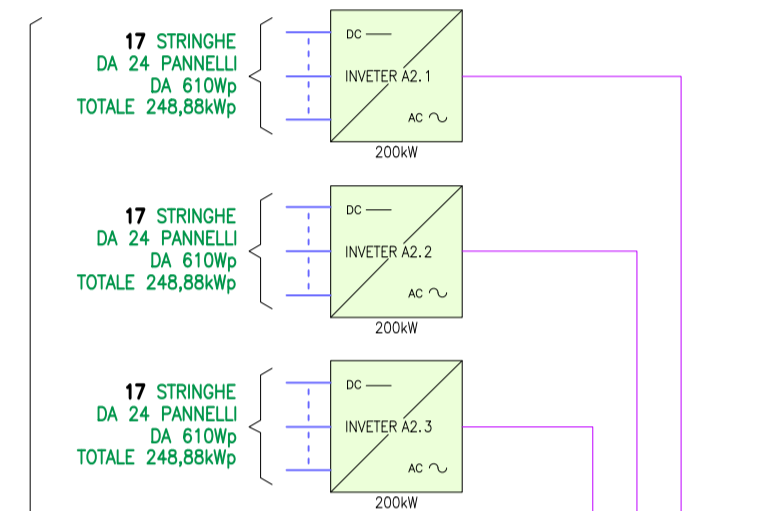 17 STRINGHE
DA 24 PANNELLI
DA 610Wp
TOTALE 248,88kWp
DC
INVETER A2.1
AC
200kW
17 STRINGHE
DA 24 PANNELLI
DA 610Wp
TOTALE 248,88kWp
DC
INVETER A2.2
AC
200kW
17 STRINGHE
DA 24 PANNELLI
DA 610Wp
TOTALE 248,88kWp
DC
INVETER A2.3
AC
200kW